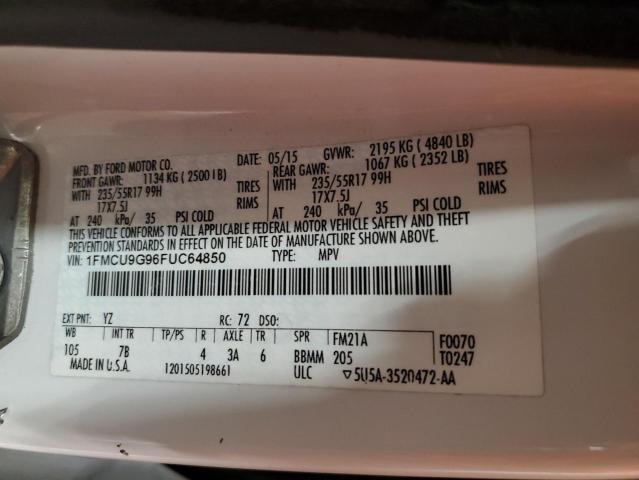 MFD. BY FORD MOTOR CO.
DATE: 05/15 GVWR: 2195 KG ( 4840 LB)
FRONT GAWR: 1134 KG ( 2500 LB)
REAR GAWR: 1067 KG ( 2352 LB)
WITH 235/55R17 99H TIRES
WITH 235/55R17 99H TIRES
17X7.5J RIMS
17X7.5J RIMS
AT 240 kPa/ 35 PSI COLD
AT 240 kPa/ 35 PSI COLD
THIS VEHICLE CONFORMS TO ALL APPLICABLE FEDERAL MOTOR VEHICLE SAFETY AND THEFT
PREVENTION STANDARDS IN EFFECT ON THE DATE OF MANUFACTURE SHOWN ABOVE.
VIN: 1FMCU9G96FUC64850 TYPE: MPV
EXT PNT: YZ RC: 72 DSO:
WB INT TR TP/PS R AXLE TR SPR FM21A F0070
105 7B 4 3A 6 BBMM 205 T0247
MADE IN U.S.A. 1201505198661 ULC 5U5A-3520472-AA